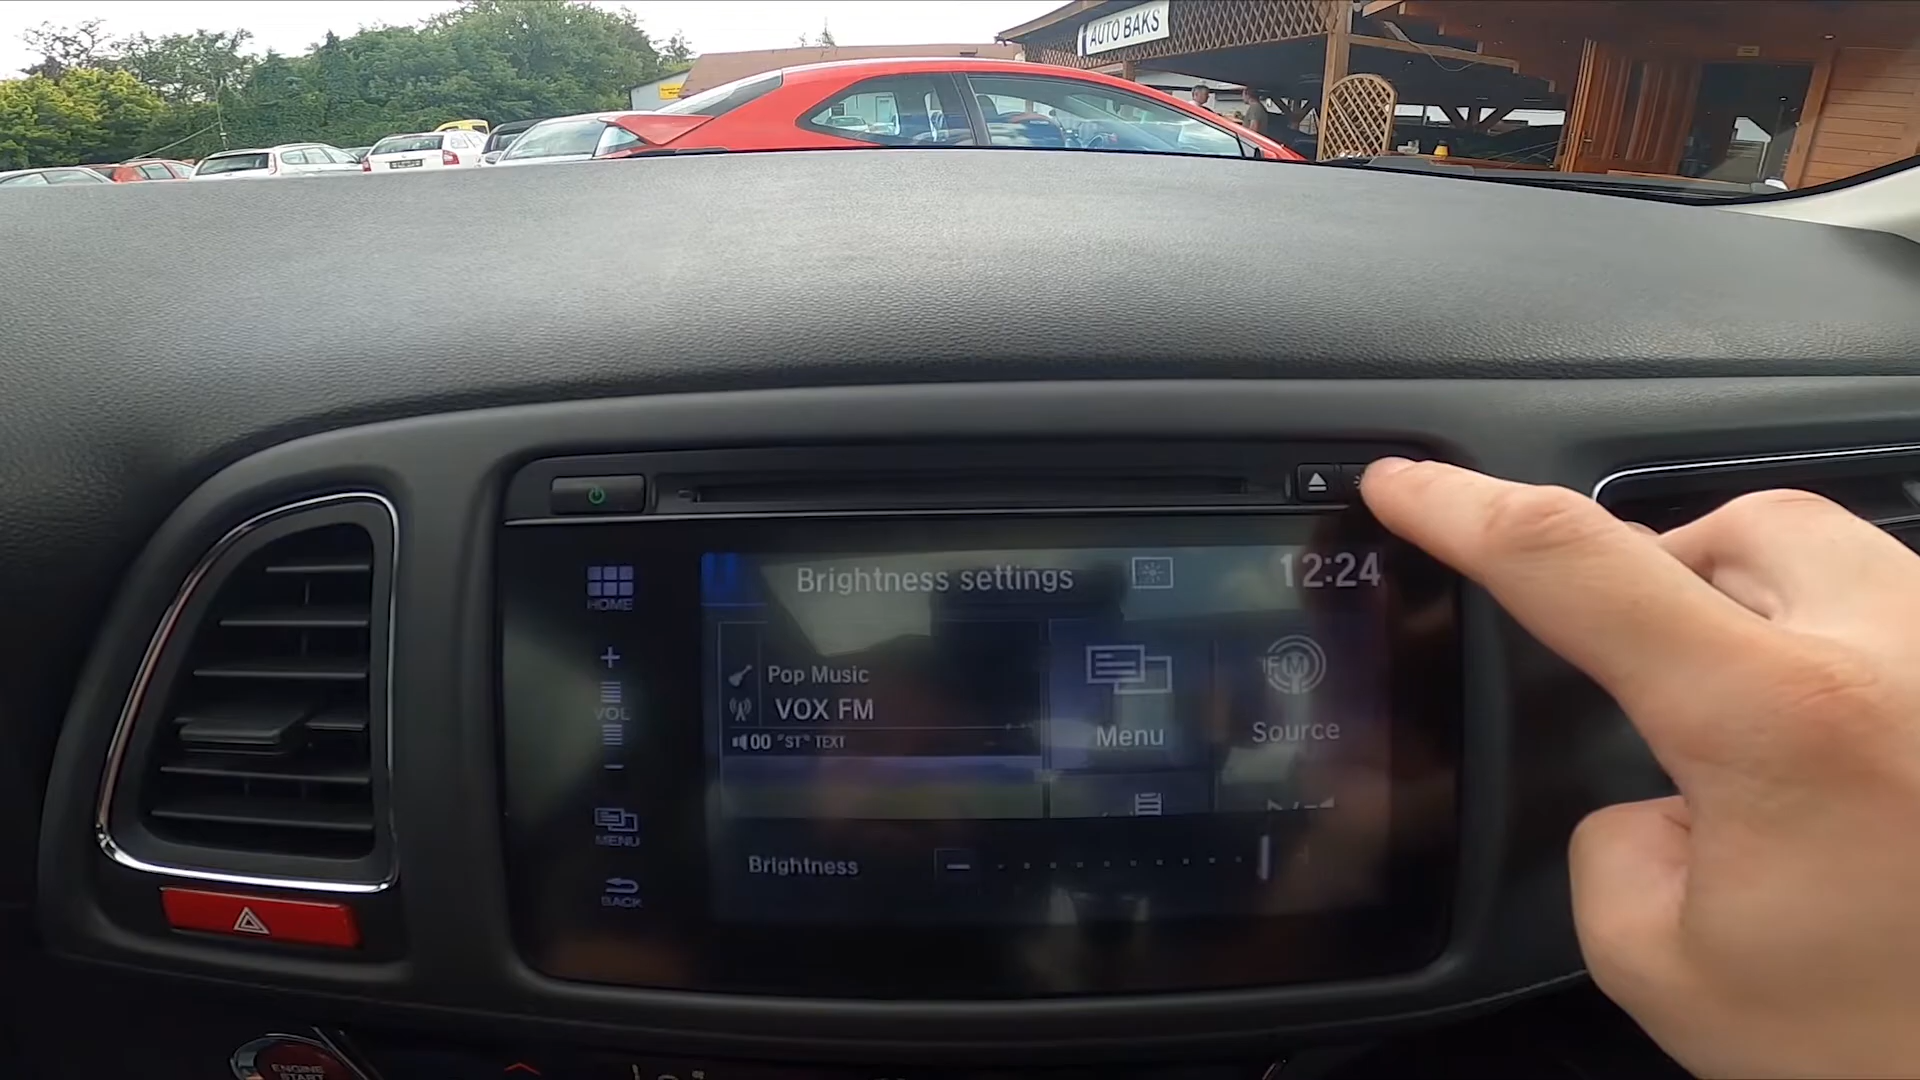 AUTO BAKS
Brightness settings
12:24
HOME
Pop Music
VOX FM
00 "ST" TEXT
VOL
Menu
Source
MENU
Brightness
BACK
ENGINE
START